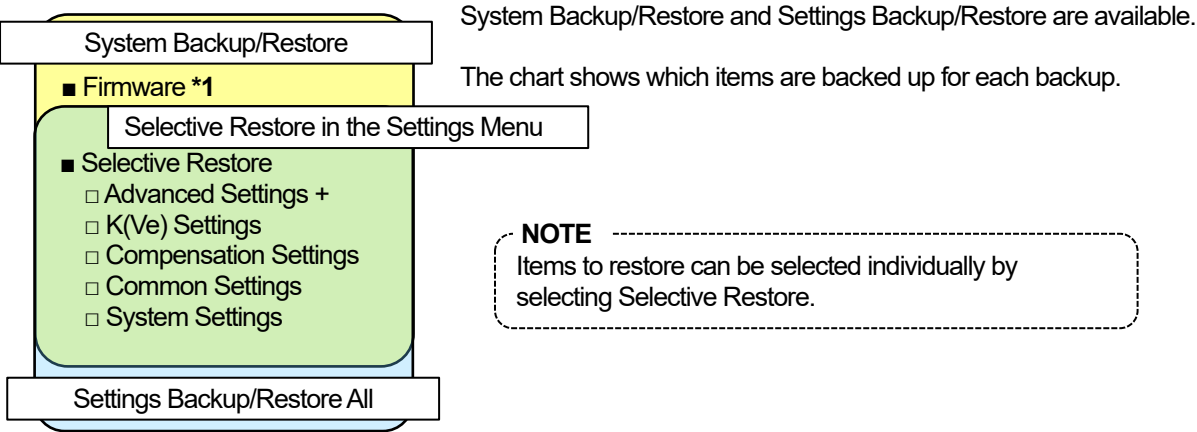 System Backup/Restore
■ Firmware *1
Selective Restore in the Settings Menu
■ Selective Restore
□ Advanced Settings +
□ K(Ve) Settings
□ Compensation Settings
□ Common Settings
□ System Settings
Settings Backup/Restore All
System Backup/Restore and Settings Backup/Restore are available.
The chart shows which items are backed up for each backup.
NOTE
Items to restore can be selected individually by
selecting Selective Restore.